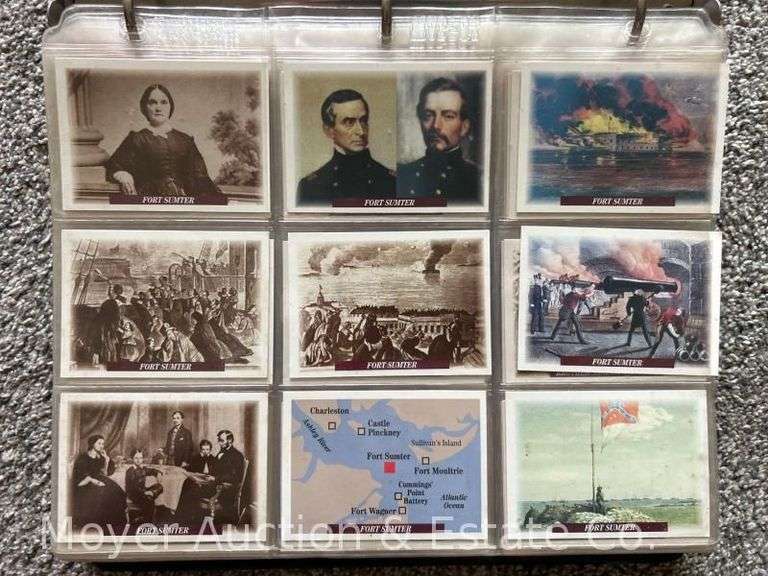 FORT SUMTER
FORT SUMTER
FORT SUMTER
FORT SUMTER
FORT SUMTER
FORT SUMTER
FORT SUMTER
Charleston
Ashley River
Castle
Pinckney
Sullivan's Island
Fort Sumter
Fort Moultrie
Cummings'
Point
Battery
Atlantic
Ocean
Fort Wagner
FORT SUMTER
FORT SUMTER
Moyer Auction & Estate Co.